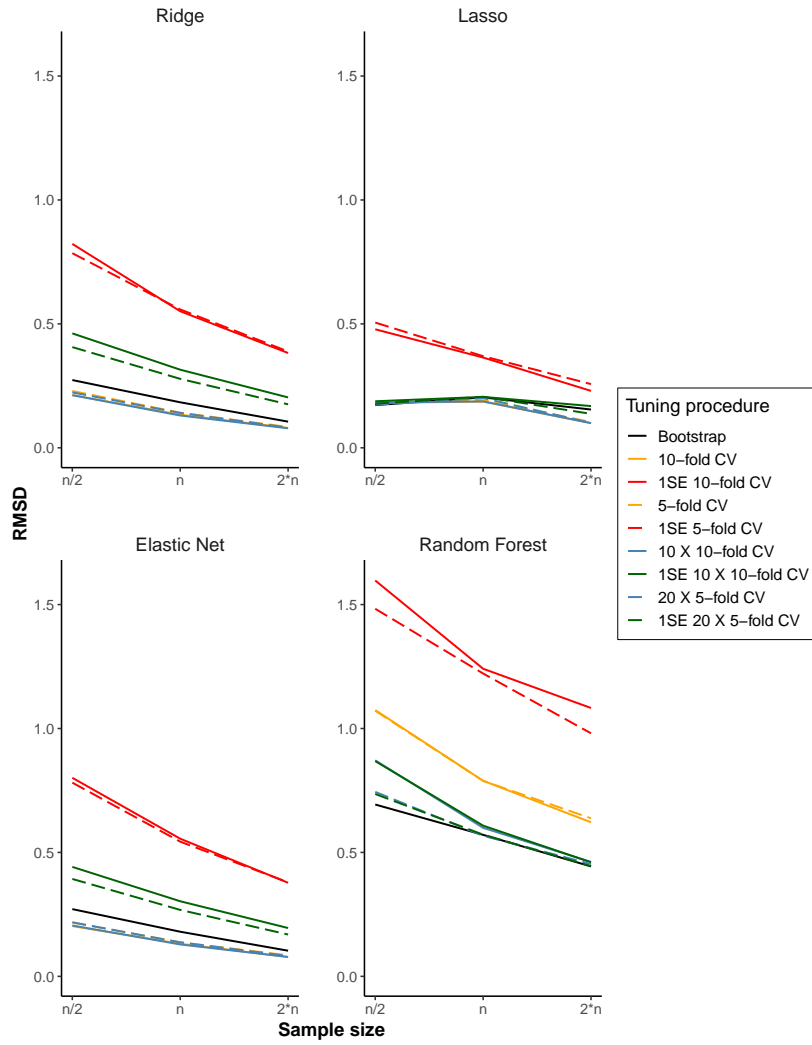 Ridge
Lasso
1.5
1.0
0.5
0.0
n/2
n
2*n
n/2
n
2*n
RMSD
Elastic Net
Random Forest
1.5
1.0
0.5
0.0
1.5
1.0
0.5
0.0
n/2
n
2*n
n/2
n
2*n
Sample size
1.5
1.0
0.5
0.0
Tuning procedure
Bootstrap
10−fold CV
1SE 10−fold CV
5−fold CV
1SE 5−fold CV
10 X 10−fold CV
1SE 10 X 10−fold CV
20 X 5−fold CV
1SE 20 X 5−fold CV